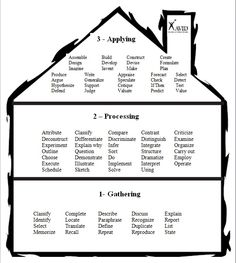 AVID
3 - Applying
Assemble Build Construct Create
Design Develop Devise Formulate
Imagine Invent Make Plan
Produce Write Appraise Forecast Select
Argue Generalize Speculate Check Detect
Hypothesize Support Critique If/Then Test
Defend Judge Valuate Predict Value
2 – Processing
Attribute Classify Compare Contrast Criticize
Deconstruct Differentiate Discriminate Distinguish Examine
Experiment Explain why Infer Integrate Organize
Outline Question Sort Structure Carry out
Choose Demonstrate Do Dramatize Employ
Execute Illustrate Implement Interpret Operate
Schedule Sketch Solve Using
1- Gathering
Classify Complete Describe Discuss Explain
Identify Locate Paraphrase Recognize Report
Select Translate Define Duplicate List
Memorize Recall Repeat Reproduce State